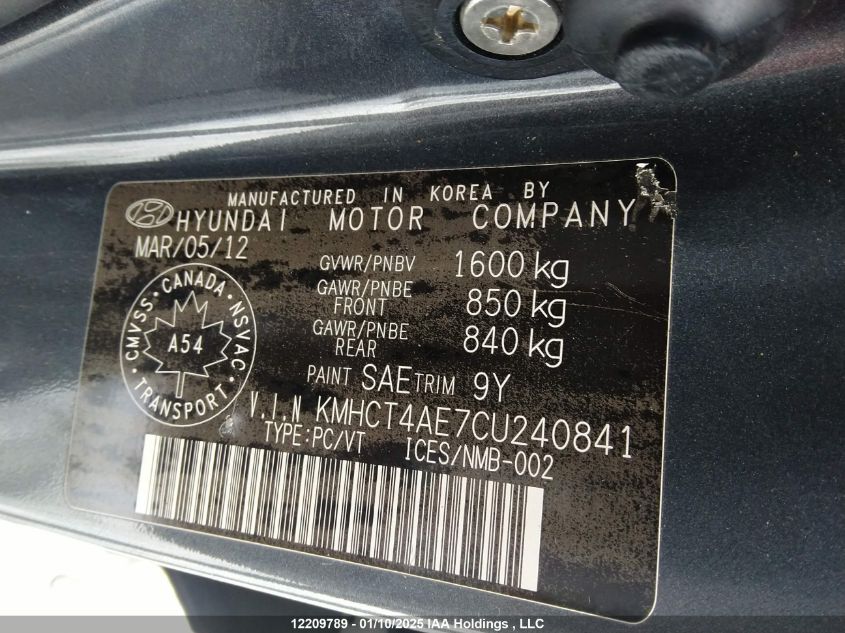 MANUFACTURED IN KOREA BY
HYUNDAI MOTOR COMPANY
MAR/05/12
GVWR/PNBV 1600 kg
GAWR/PNBE
FRONT 850 kg
GAWR/PNBE
REAR 840 kg
PAINT SAE TRIM 9Y
CMVSS · CANADA · NSVAC · TRANSPORT
A54
V.I.N KMHCT4AE7CU240841
TYPE:PC/VT ICES/NMB-002
12209789 - 01/10/2025 IAA Holdings , LLC